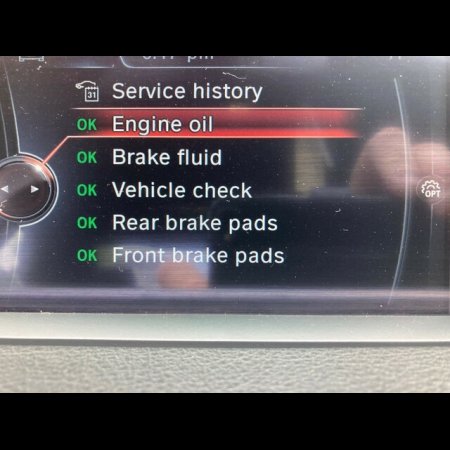 Service history
OK Engine oil
OK Brake fluid
OK Vehicle check
OK Rear brake pads
OK Front brake pads
31
OPT